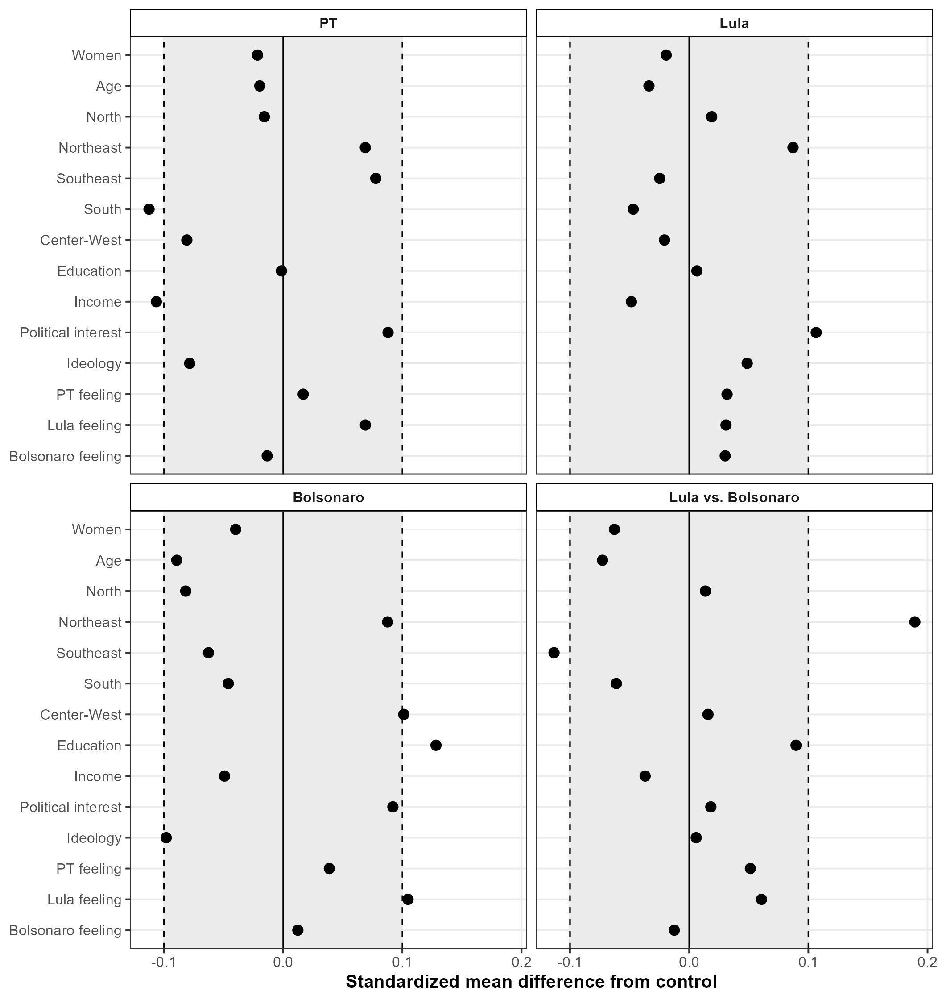 PT
Lula
Women
Age
North
Northeast
Southeast
South
Center-West
Education
Income
Political interest
Ideology
PT feeling
Lula feeling
Bolsonaro feeling
Bolsonaro
Lula vs. Bolsonaro
Women
Age
North
Northeast
Southeast
South
Center-West
Education
Income
Political interest
Ideology
PT feeling
Lula feeling
Bolsonaro feeling
-0.1 0.0 0.1 0.2 -0.1 0.0 0.1 0.2
Standardized mean difference from control